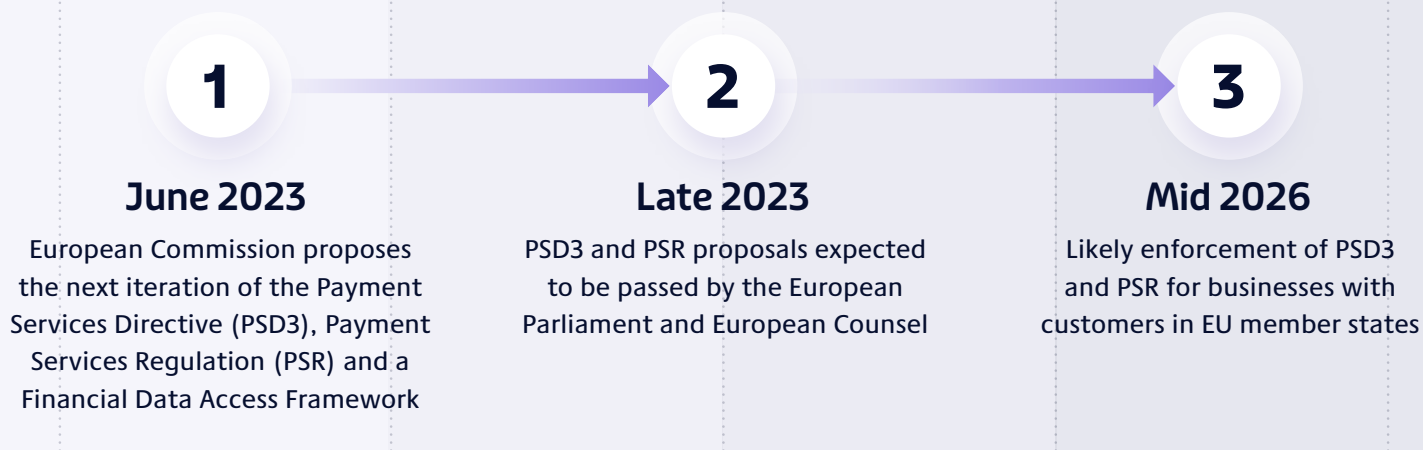 1
2
3
June 2023
European Commission proposes
the next iteration of the Payment
Services Directive (PSD3), Payment
Services Regulation (PSR) and a
Financial Data Access Framework
Late 2023
PSD3 and PSR proposals expected
to be passed by the European
Parliament and European Counsel
Mid 2026
Likely enforcement of PSD3
and PSR for businesses with
customers in EU member states